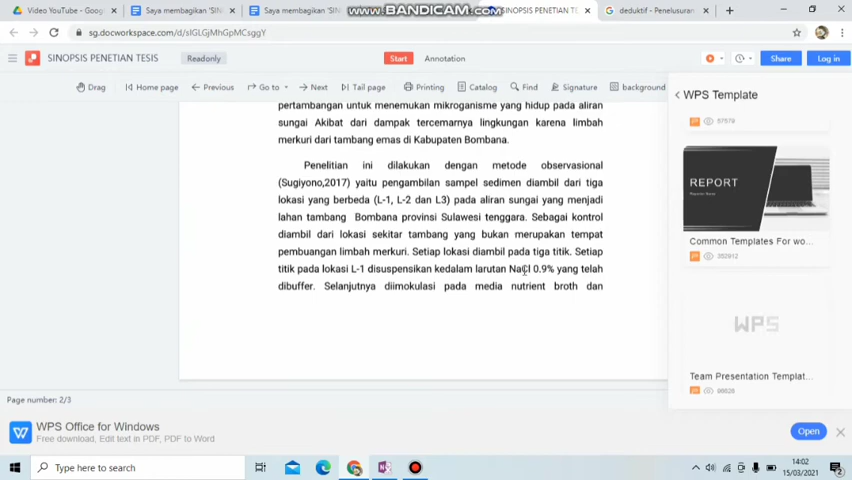 Video YouTube - Goog
Saya membagikan 'SIN
Saya membagikan 'SIN
SINOPSIS PENETIAN TE
deduktif - Penelusuran
www.BANDICAM.com
sg.docworkspace.com/d/sIGLGjMhGpMCsggY
SINOPSIS PENETIAN TESIS
Readonly
Start
Annotation
Share
Log in
Drag
Home page
Previous
Go to
Next
Tail page
Printing
Catalog
Find
Signature
background
pertambangan untuk menemukan mikroganisme yang hidup pada aliran
sungai Akibat dari dampak tercemarnya lingkungan karena limbah
merkuri dari tambang emas di Kabupaten Bombana.
Penelitian ini dilakukan dengan metode observasional
(Sugiyono,2017) yaitu pengambilan sampel sedimen diambil dari tiga
lokasi yang berbeda (L-1, L-2 dan L3) pada aliran sungai yang menjadi
lahan tambang Bombana provinsi Sulawesi tenggara. Sebagai kontrol
diambil dari lokasi sekitar tambang yang bukan merupakan tempat
pembuangan limbah merkuri. Setiap lokasi diambil pada tiga titik. Setiap
titik pada lokasi L-1 disuspensikan kedalam larutan NaCl 0.9% yang telah
dibuffer. Selanjutnya diimokulasi pada media nutrient broth dan
WPS Template
57579
REPORT
Common Templates For wo...
352912
WPS
Team Presentation Templat...
96626
Page number: 2/3
WPS Office for Windows
Free download, Edit text in PDF, PDF to Word
Open
Type here to search
14:02
15/03/2021
2